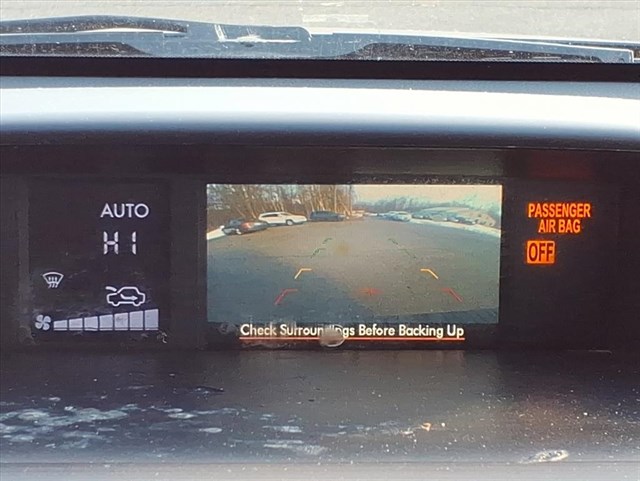 AUTO
HI
Check Surroundings Before Backing Up
PASSENGER
AIR BAG
OFF